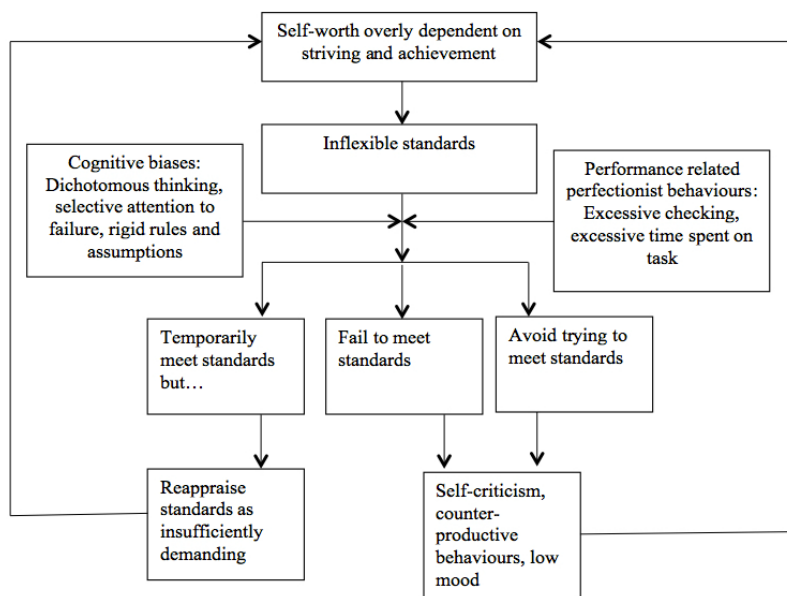 Self-worth overly dependent on
striving and achievement
Inflexible standards
Cognitive biases:
Dichotomous thinking,
selective attention to
failure, rigid rules and
assumptions
Performance related
perfectionist behaviours:
Excessive checking,
excessive time spent on
task
Temporarily
meet standards
but…
Fail to meet
standards
Avoid trying to
meet standards
Reappraise
standards as
insufficiently
demanding
Self-criticism,
counter-
productive
behaviours, low
mood